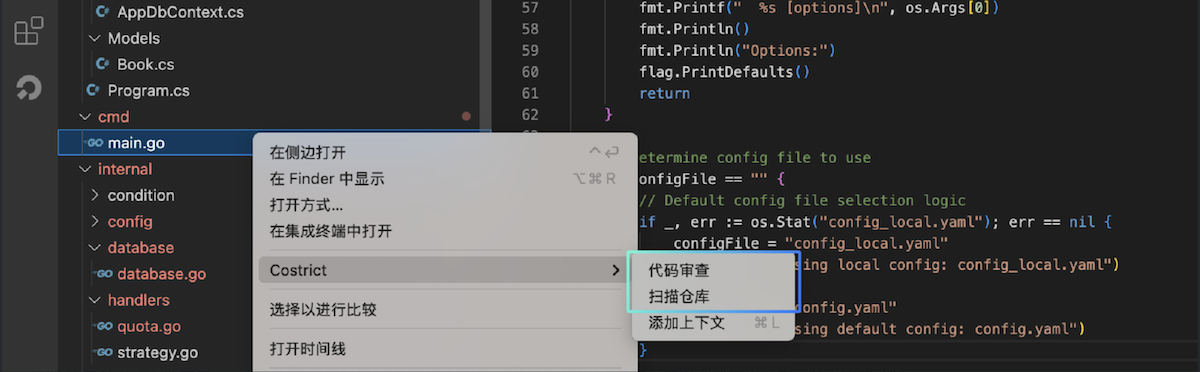 AppDbContext.cs
Models
Book.cs
Program.cs
cmd
main.go
internal
condition
config
database
database.go
handlers
quota.go
strategy.go
在侧边打开 ^⏎
在 Finder 中显示 ⌥⌘R
打开方式...
在集成终端中打开
Costrict
选择以进行比较
打开时间线
代码审查
扫描仓库
添加上下文 ⌘L
57 fmt.Printf("  %s [options]\n", os.Args[0])
58 fmt.Println()
59 fmt.Println("Options:")
60 flag.PrintDefaults()
61 return
62 }
etermine config file to use
onfigFile == "" {
// Default config file selection logic
if _, err := os.Stat("config_local.yaml"); err == nil {
configFile = "config_local.yaml"
sing local config: config_local.yaml")
g.yaml"
sing default config: config.yaml")
}